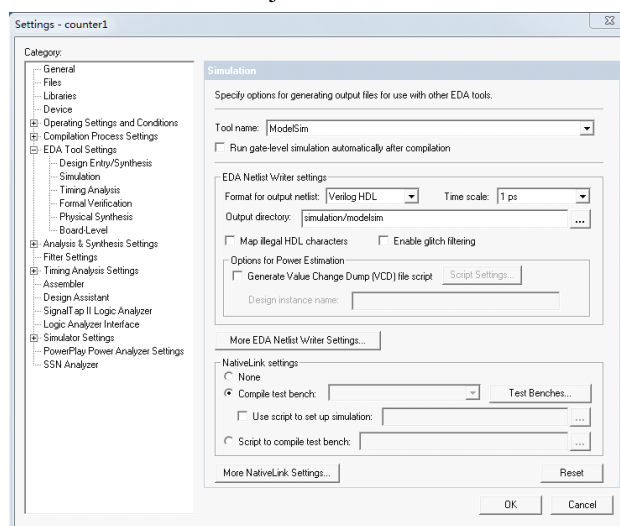 Settings - counter1
Category:
General
Files
Libraries
Device
Operating Settings and Conditions
Compilation Process Settings
EDA Tool Settings
Design Entry/Synthesis
Simulation
Timing Analysis
Formal Verification
Physical Synthesis
Board-Level
Analysis & Synthesis Settings
Fitter Settings
Timing Analysis Settings
Assembler
Design Assistant
SignalTap II Logic Analyzer
Logic Analyzer Interface
Simulator Settings
PowerPlay Power Analyzer Settings
SSN Analyzer
Simulation
Specify options for generating output files for use with other EDA tools.
Tool name: ModelSim
Run gate-level simulation automatically after compilation
EDA Netlist Writer settings
Format for output netlist: Verilog HDL Time scale: 1 ps
Output directory: simulation/modelsim ...
Map illegal HDL characters Enable glitch filtering
Options for Power Estimation
Generate Value Change Dump (VCD) file script Script Settings...
Design instance name:
More EDA Netlist Writer Settings...
NativeLink settings
None
Compile test bench: Test Benches...
Use script to set up simulation: ...
Script to compile test bench: ...
More NativeLink Settings... Reset
OK Cancel